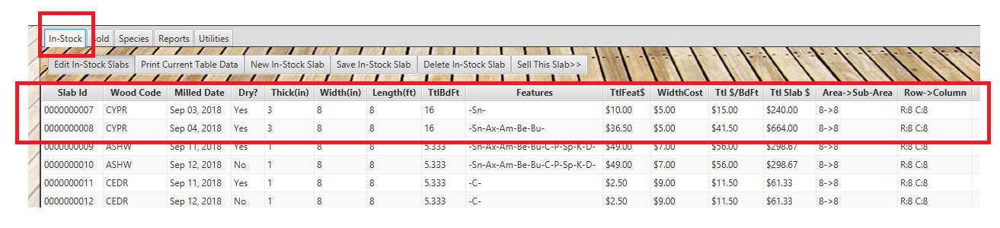 In-Stock Sold Species Reports Utilities
Edit In-Stock Slabs Print Current Table Data New In-Stock Slab Save In-Stock Slab Delete In-Stock Slab Sell This Slab>>
Slab Id Wood Code Milled Date Dry? Thick(in) Width(in) Length(ft) TtlBdFt Features TtlFeat$ WidthCost Ttl $/BdFt Ttl Slab $ Area->Sub-Area Row->Column
0000000007 CYPR Sep 03, 2018 Yes 3 8 8 16 -Sn- $10.00 $5.00 $15.00 $240.00 8->8 R:8 C:8
0000000008 CYPR Sep 04, 2018 Yes 3 8 8 16 -Sn-Ax-Am-Be-Bu- $36.50 $5.00 $41.50 $664.00 8->8 R:8 C:8
0000000009 ASHW Sep 11, 2018 Yes 1 8 8 5.333 -Sn-Ax-Am-Be-Bu-C-P-Sp-K-D- $49.00 $7.00 $56.00 $298.67 8->8 R:8 C:8
0000000010 ASHW Sep 12, 2018 No 1 8 8 5.333 -Sn-Ax-Am-Be-Bu-C-P-Sp-K-D- $49.00 $7.00 $56.00 $298.67 8->8 R:8 C:8
0000000011 CEDR Sep 11, 2018 Yes 1 8 8 5.333 -C- $2.50 $9.00 $11.50 $61.33 8->8 R:8 C:8
0000000012 CEDR Sep 12, 2018 No 1 8 8 5.333 -C- $2.50 $9.00 $11.50 $61.33 8->8 R:8 C:8